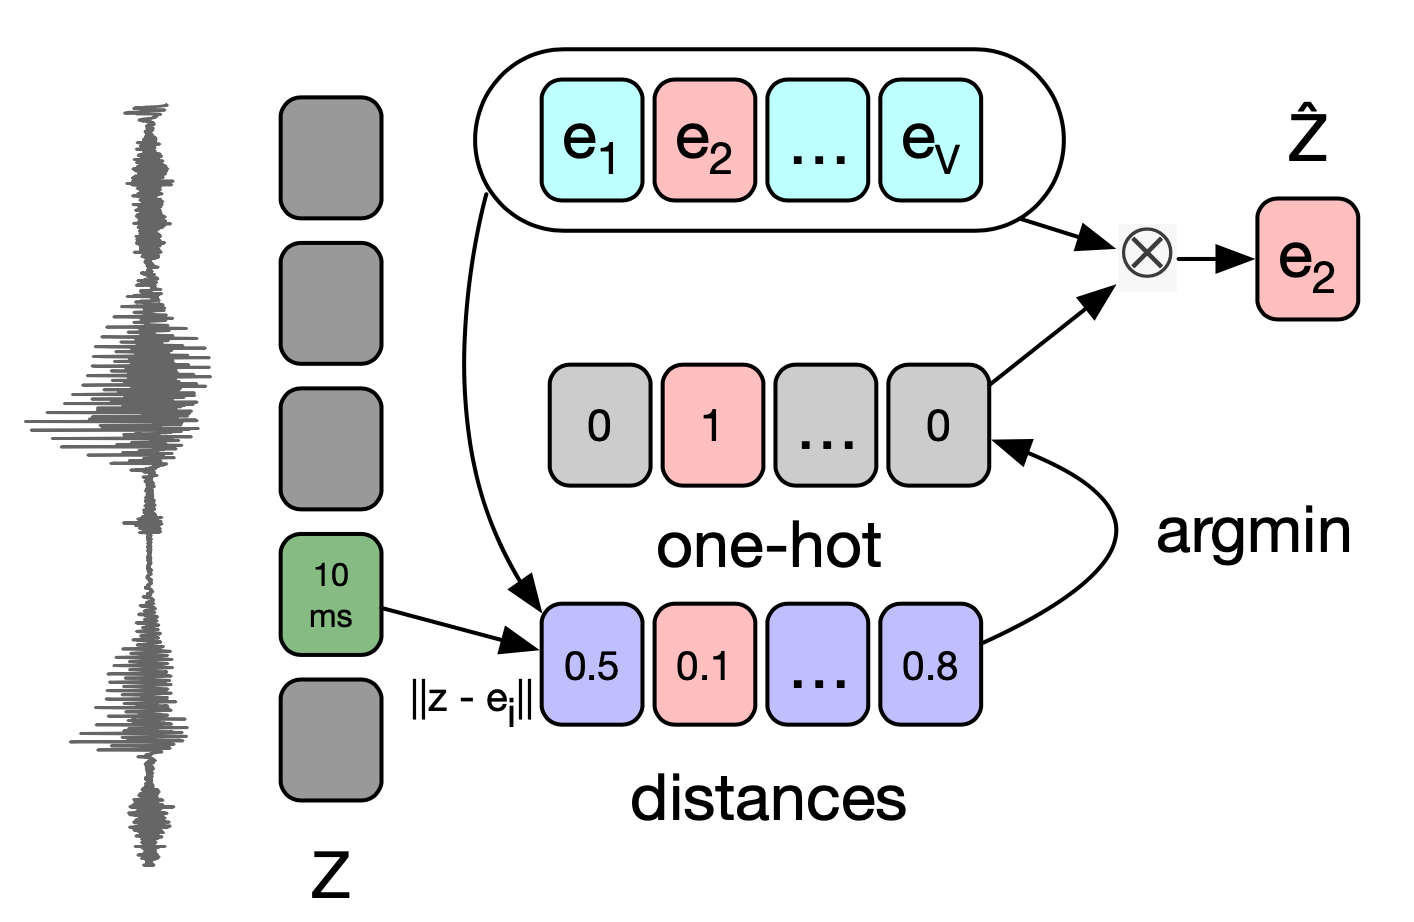 e1 e2 ... eV
Ẑ
e2
0 1 ... 0
one-hot
argmin
10
ms
0.5 0.1 ... 0.8
||z - ei||
distances
Z